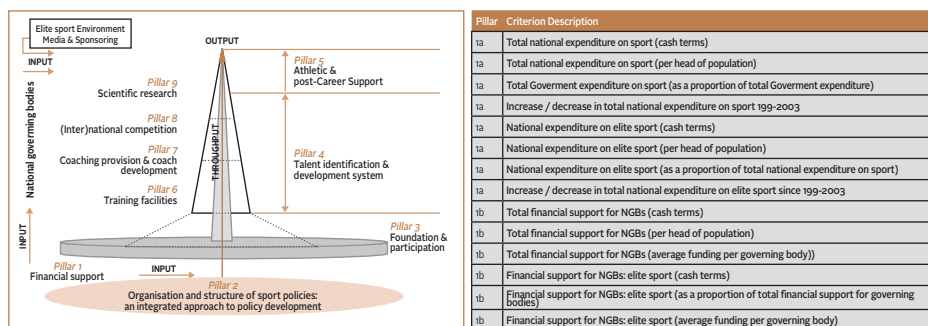 Elite sport Environment
Media & Sponsoring
INPUT
OUTPUT
National governing bodies
INPUT
Pillar 9
Scientific research
Pillar 8
(Inter)national competition
Pillar 7
Coaching provision & coach
development
Pillar 6
Training facilities
THROUGHPUT
Pillar 5
Athletic &
post-Career Support
Pillar 4
Talent identification &
development system
Pillar 3
Foundation &
participation
Pillar 1
Financial support
INPUT
Pillar 2
Organisation and structure of sport policies:
an integrated approach to policy development
Pillar Criterion Description
1a Total national expenditure on sport (cash terms)
1a Total national expenditure on sport (per head of population)
1a Total Goverment expenditure on sport (as a proportion of total Goverment expenditure)
1a Increase / decrease in total national expenditure on sport 199-2003
1a National expenditure on elite sport (cash terms)
1a National expenditure on elite sport (per head of population)
1a National expenditure on elite sport (as a proportion of total national expenditure on sport)
1a Increase / decrease in total national expenditure on elite sport since 199-2003
1b Total financial support for NGBs (cash terms)
1b Total financial support for NGBs (per head of population)
1b Total financial support for NGBs (average funding per governing body))
1b Financial support for NGBs: elite sport (cash terms)
1b Financial support for NGBs: elite sport (as a proportion of total financial support for governing
bodies)
1b Financial support for NGBs: elite sport (average funding per governing body)